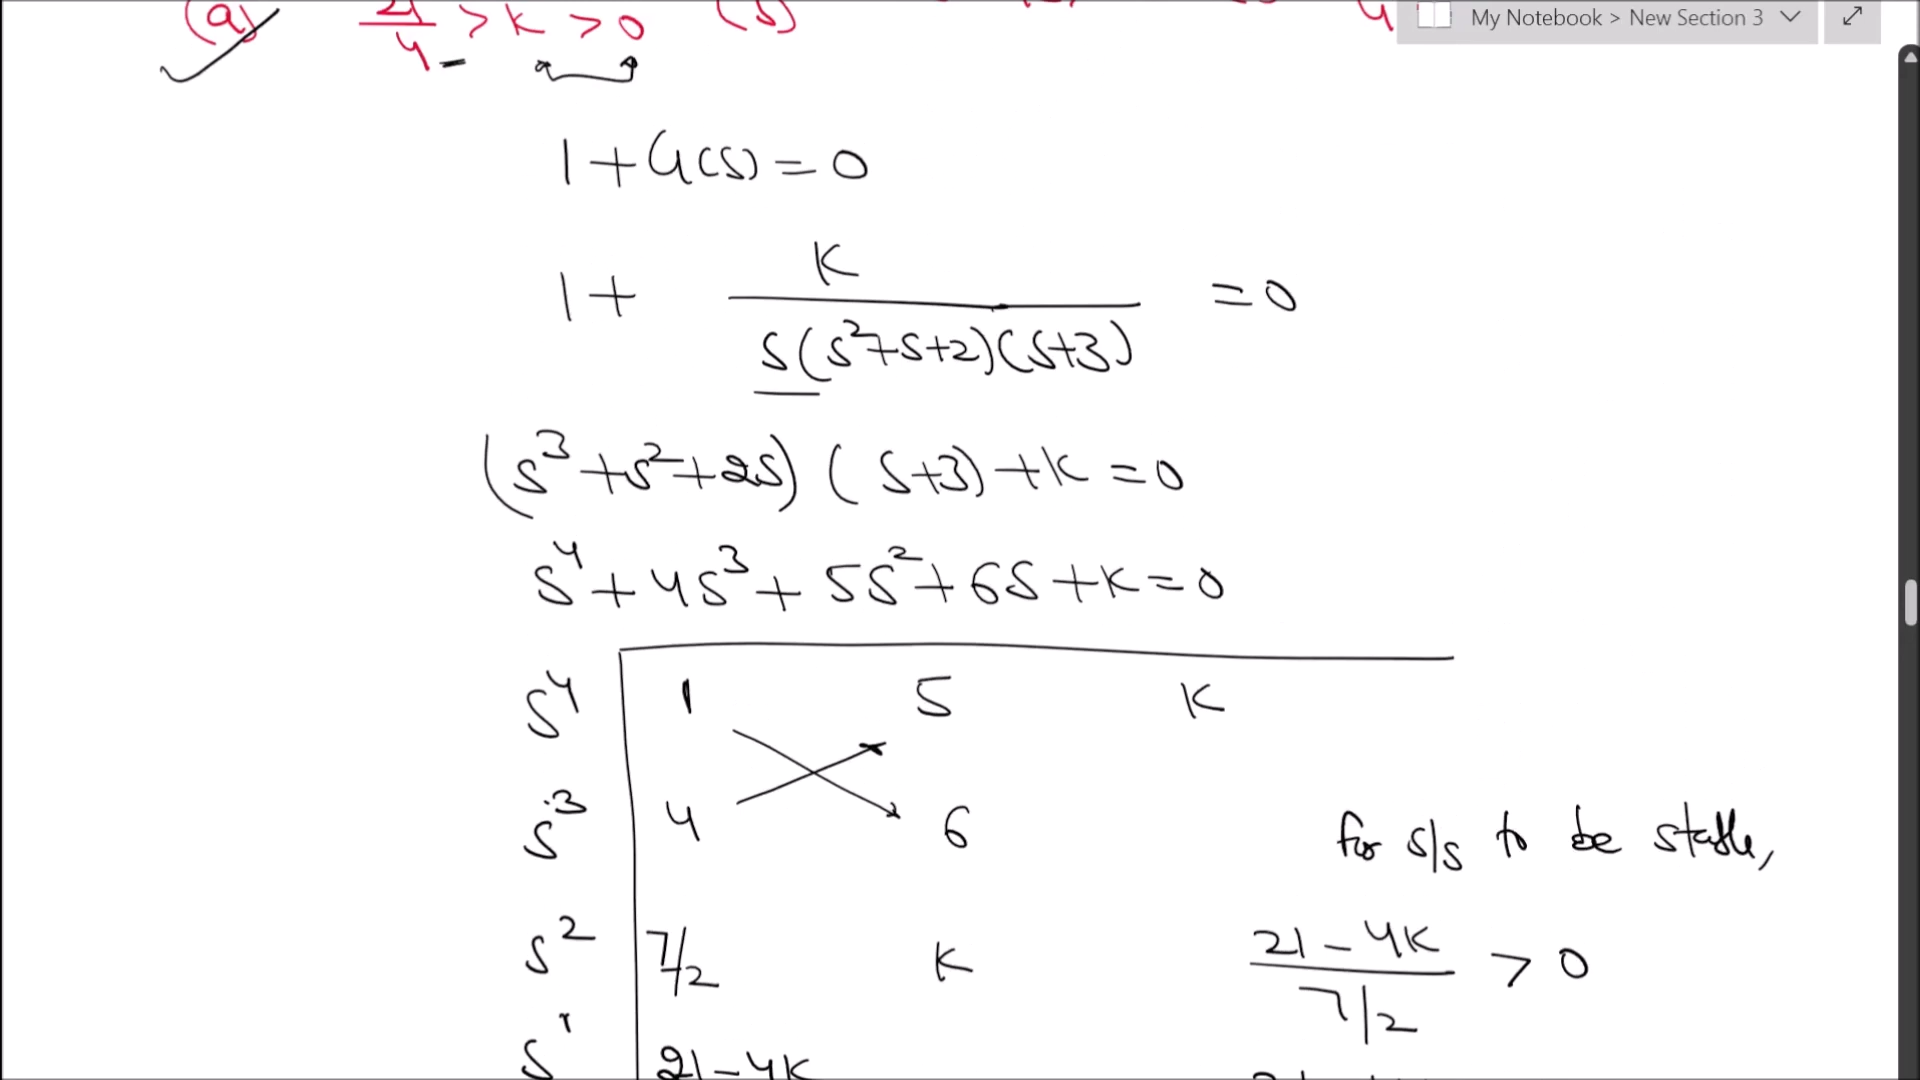 (a) 21/4 > K > 0 (b)
My Notebook > New Section 3
1 + G(s) = 0
1 + K / s(s²+s+2)(s+3) = 0
(s³+s²+2s) (s+3) + K = 0
s⁴ + 4s³ + 5s² + 6s + K = 0
s⁴ 1 5 K
s³ 4 6
for s/s to be stable,
s² 7/2 K
21-4K / 7/2 > 0
s¹ 21-4K